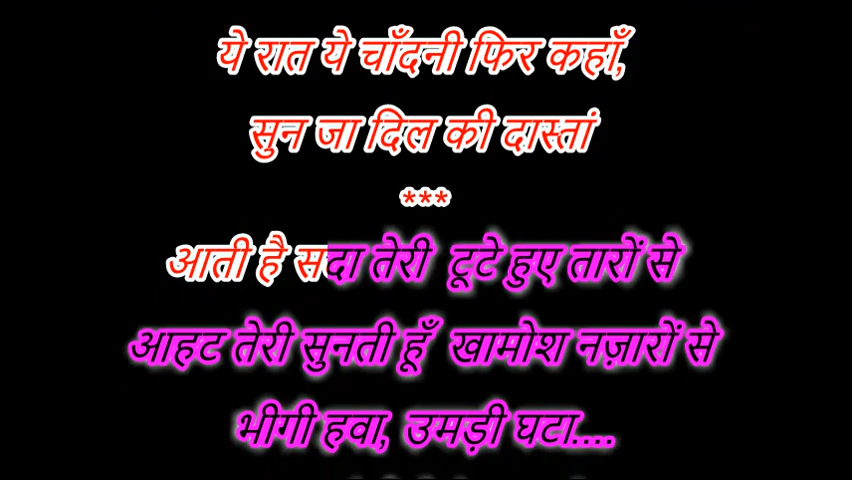 ये रात ये चाँदनी फिर कहाँ,
सुन जा दिल की दास्तां
***
आती है सदा तेरी टूटे हुए तारों से
आहट तेरी सुनती हूँ खामोश नज़ारों से
भीगी हवा, उमड़ी घटा....